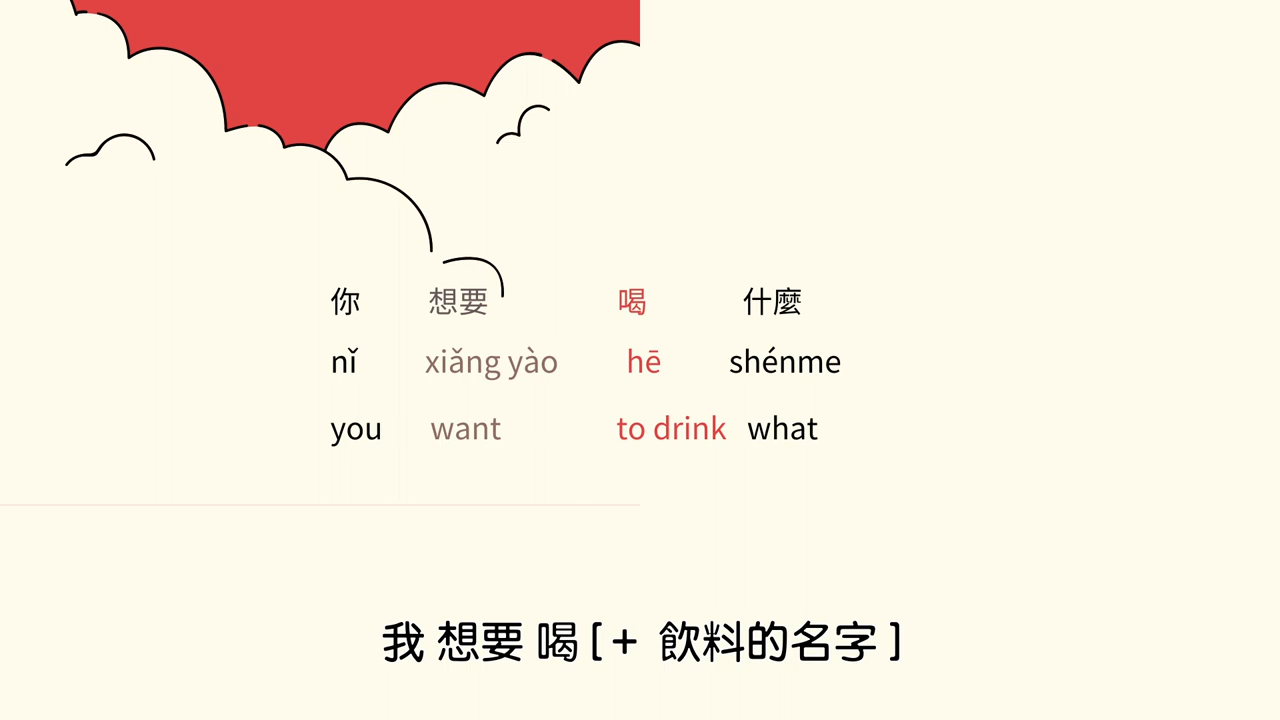 你 想要 喝 什麼
nǐ xiǎng yào hē shénme
you want to drink what
我 想要 喝 [ + 飲料的名字 ]